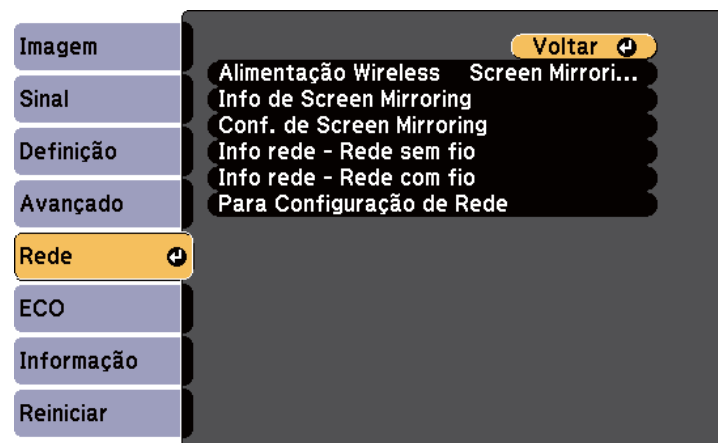 Imagem
Sinal
Definição
Avançado
Rede
ECO
Informação
Reiniciar
Voltar
Alimentação Wireless Screen Mirrori...
Info de Screen Mirroring
Conf. de Screen Mirroring
Info rede - Rede sem fio
Info rede - Rede com fio
Para Configuração de Rede